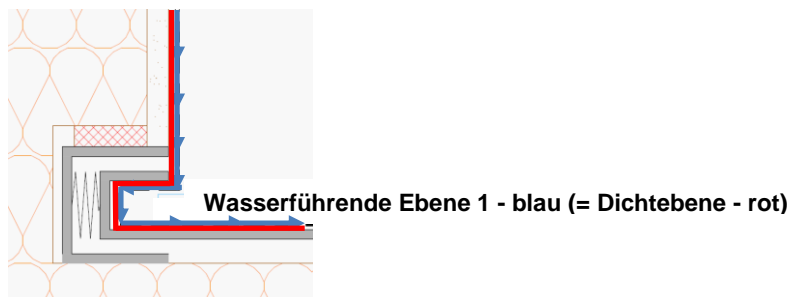 Wasserführende Ebene 1 - blau (= Dichtebene - rot)